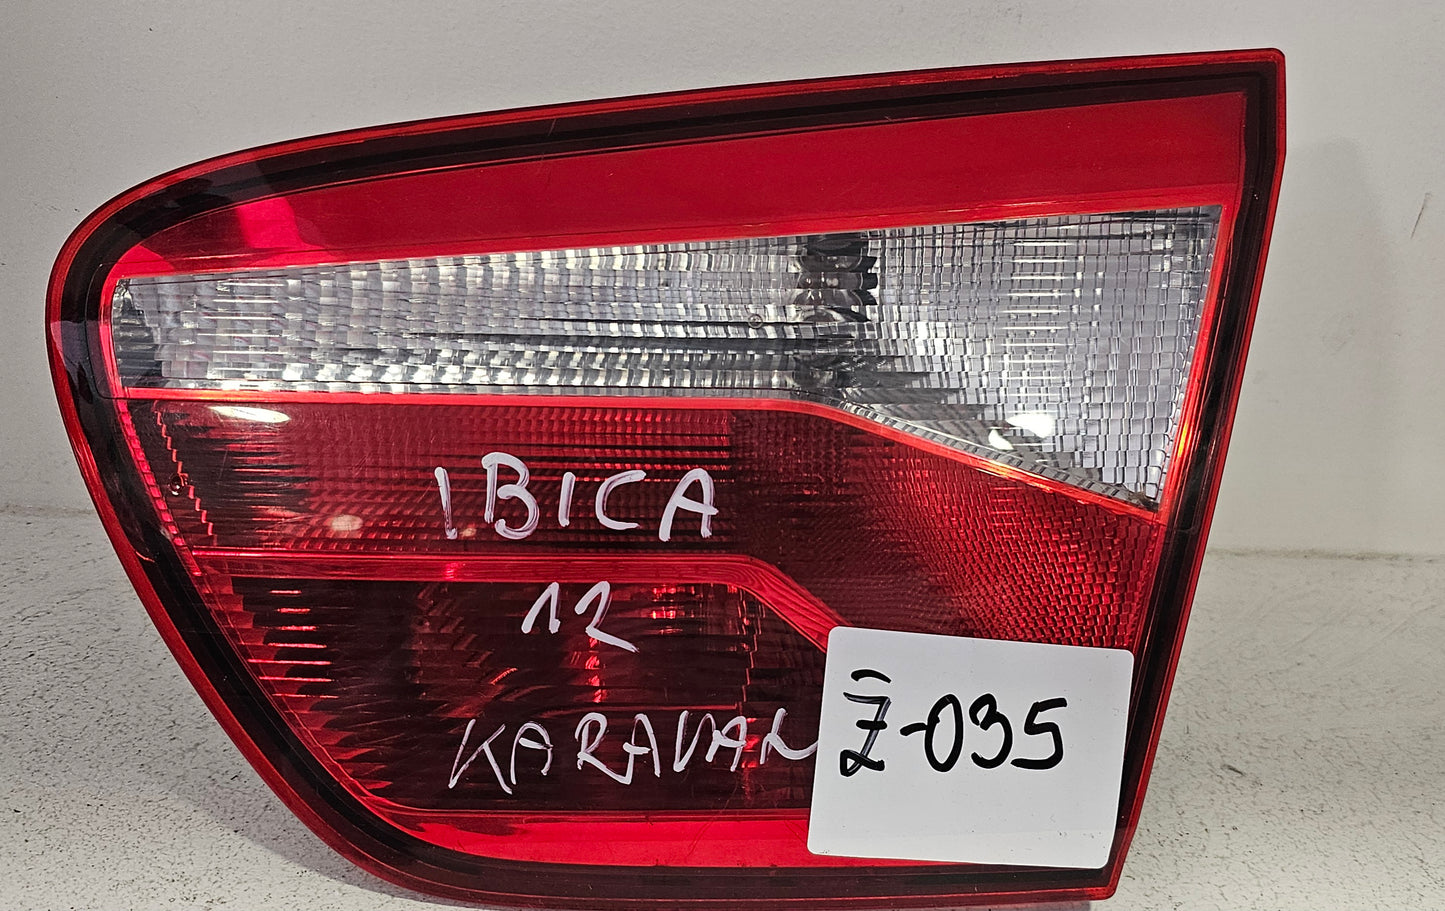 IBICA
12
KARAVAN
Ž-035